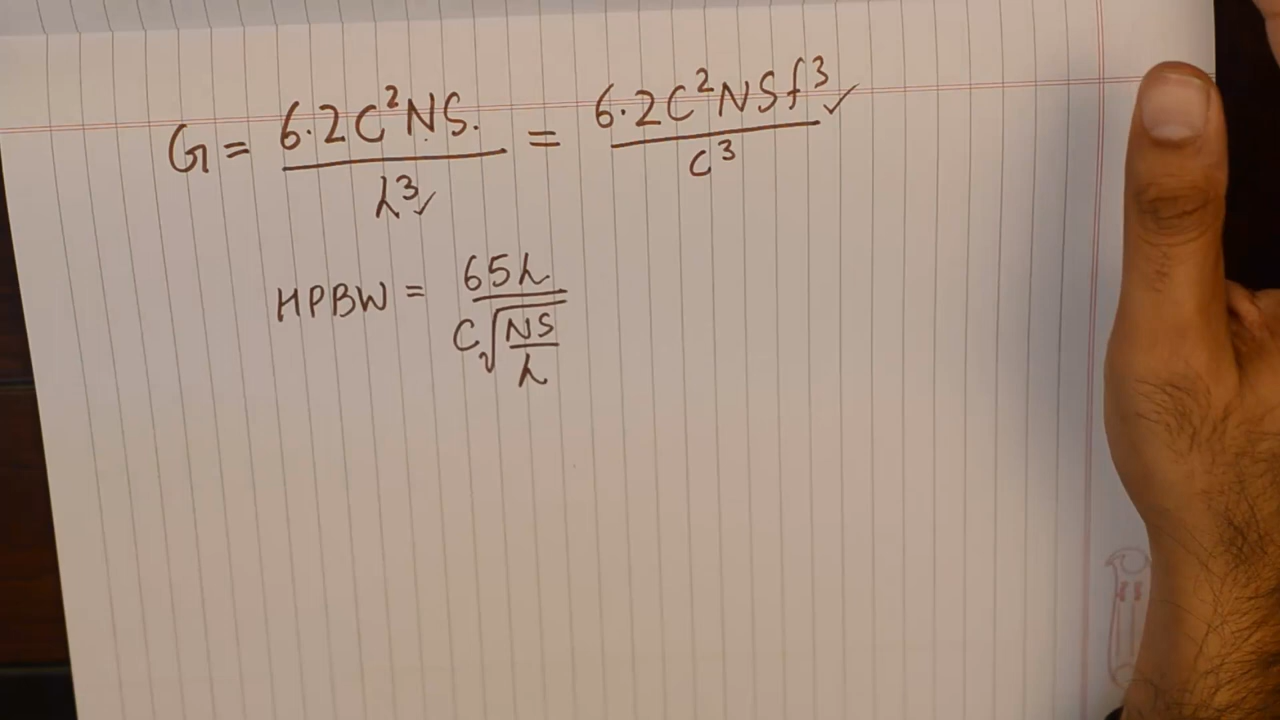 G = 6.2C²NS. / λ³✓ = 6.2C²NSf³ / c³ ✓
HPBW = 65λ / C√(NS/λ)